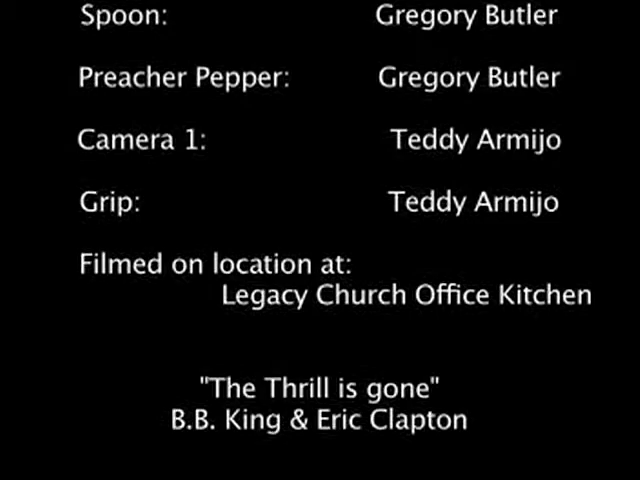 Spoon: Gregory Butler
Preacher Pepper: Gregory Butler
Camera 1: Teddy Armijo
Grip: Teddy Armijo
Filmed on location at:
Legacy Church Office Kitchen
"The Thrill is gone"
B.B. King & Eric Clapton